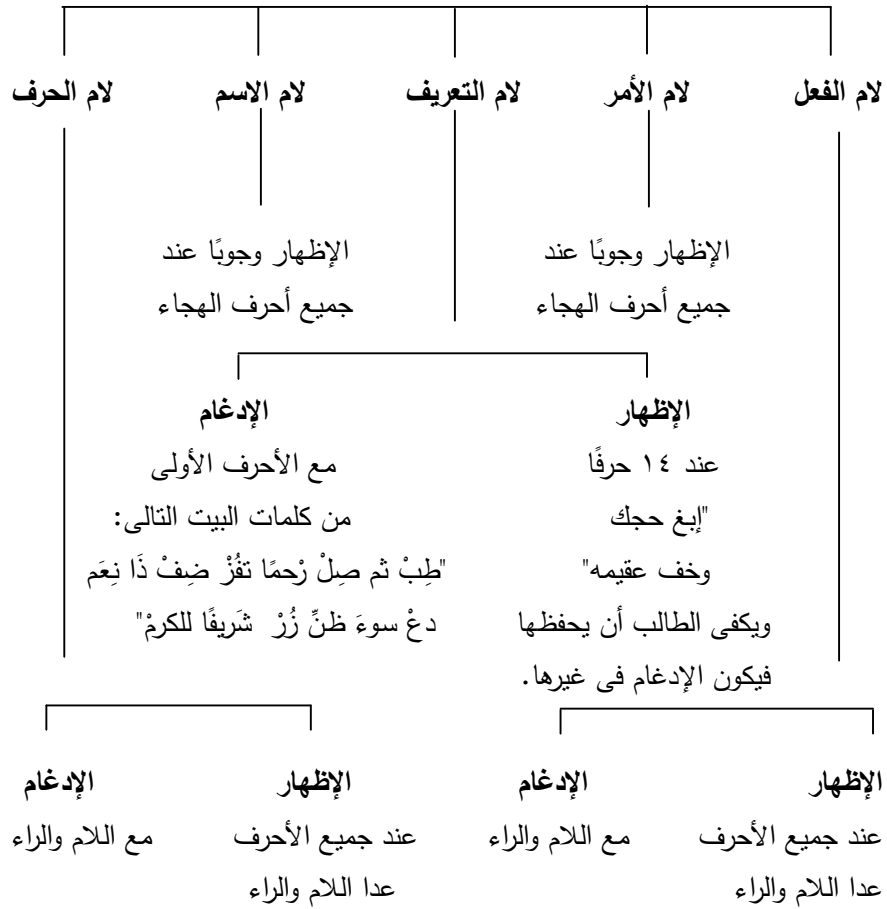 لام الفعل
لام الأمر
لام التعريف
لام الاسم
لام الحرف
الإظهار وجوبًا عند
جميع أحرف الهجاء
الإظهار وجوبًا عند
جميع أحرف الهجاء
الإظهار
عند ١٤ حرفًا
"إبغ حجك
وخف عقيمه"
ويكفى الطالب أن يحفظها
فيكون الإدغام فى غيرها.
الإدغام
مع الأحرف الأولى
من كلمات البيت التالى:
"طِبْ ثم صِلْ رْحمًا تفُزْ ضِفْ ذَا نِعَم
دعْ سوءَ ظنِّ زُرْ شَريفًا للكرمْ"
الإظهار
عند جميع الأحرف
عدا اللام والراء
الإدغام
مع اللام والراء
الإظهار
عند جميع الأحرف
عدا اللام والراء
الإدغام
مع اللام والراء